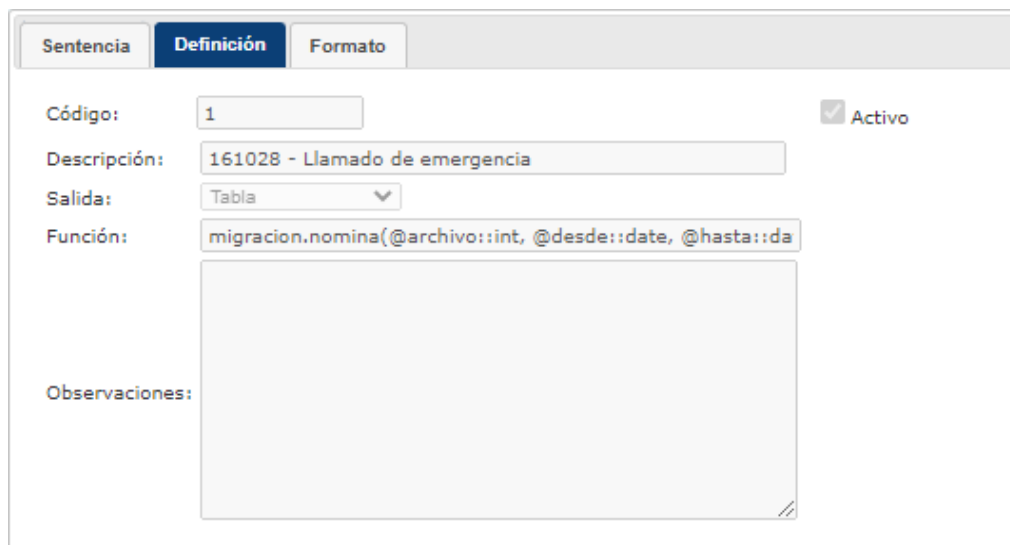 Sentencia Definición Formato
Código: 1 Activo
Descripción: 161028 - Llamado de emergencia
Salida: Tabla
Función: migracion.nomina(@archivo::int, @desde::date, @hasta::da
Observaciones: